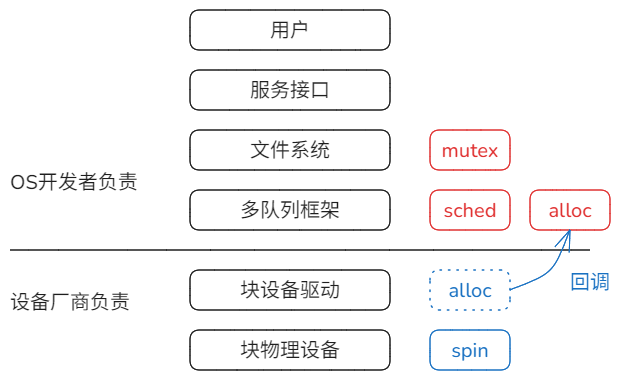 用户
服务接口
文件系统
mutex
OS开发者负责
多队列框架
sched
alloc
块设备驱动
alloc
回调
设备厂商负责
块物理设备
spin